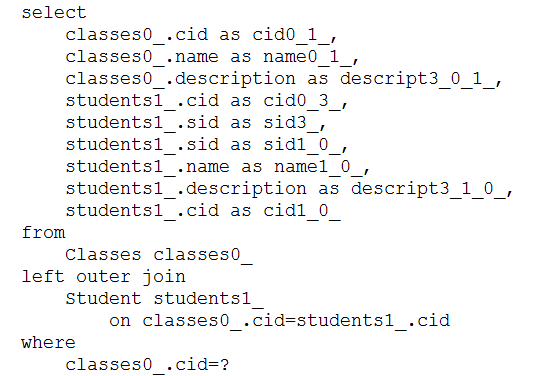 select
    classes0_.cid as cid0_1_,
    classes0_.name as name0_1_,
    classes0_.description as descript3_0_1_,
    students1_.cid as cid0_3_,
    students1_.sid as sid3_,
    students1_.sid as sid1_0_,
    students1_.name as name1_0_,
    students1_.description as descript3_1_0_,
    students1_.cid as cid1_0_
from
    Classes classes0_
left outer join
    Student students1_
        on classes0_.cid=students1_.cid
where
    classes0_.cid=?